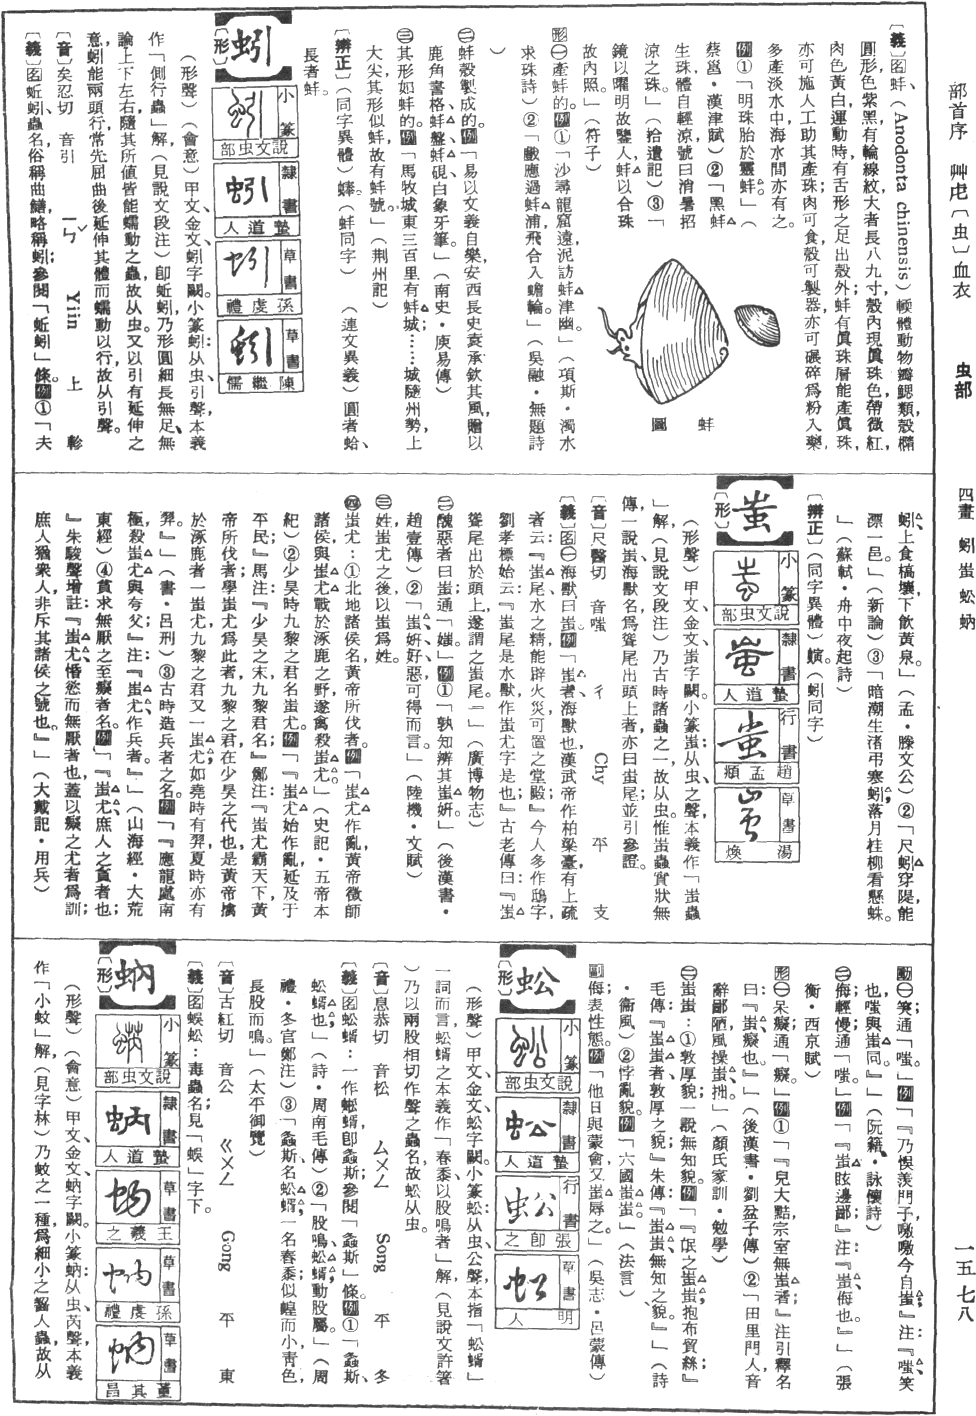 部首序　艸虍〔虫〕血衣　　虫部　　四畫　蚓蚩蚣蚋　　一五七八
〔義〕图蚌（Anodonta chinensis）輭體動物瓣鰓類殼橢
圓形色紫黑有輪線紋大者長八九寸殼內現眞珠色帶微紅
肉色黃白運動時有舌形之足出殼外蚌有眞珠層能產眞珠
亦可施人工助其產珠肉可食殼可製器亦可碾碎爲粉入藥
多產淡水中海水間亦有之。
例①「明珠胎於靈蚌。」（
蔡邕・漢津賦）②「黑蚌
生珠體自輕涼號曰消暑招
涼之珠。」（拾遺記）③「
鏡以曜明故鑒人蚌以含珠
故內照。」（符子）
蚌　圖
形㊀產蚌的。例①「沙尋龍窟遠泥訪蚌津幽。」（項斯・濁水
求珠詩）②「戲應過蚌浦，飛合入蟾輪。」（吳融・無題詩
）
㊁蚌殼製成的。例「易以文義自樂安西長史袁承欽其風，贈以
鹿角書格、蚌盤、蚌硯、白象牙筆。」（南史・庾易傳）
㊂其形如蚌的。例「馬牧城東三百里有蚌城；……城隨州勢上
大尖其形似蚌，故有蚌號。」（荆州記）
〔辨正〕（同字異體）蜯。（蚌同字）　（連文異義）圓者蛤、
長者蚌。
蚓
〔形〕
小篆　說文虫部
隸書　蟄道人
草書　孫虔禮
草書　陳繼儒
（形聲）（會意）甲文、金文蚓字闕。小篆蚓从虫、引聲本義
作「側行蟲」解，（見說文段注）卽蚯蚓，乃形圓細長無足，無
論上下左右，隨其所値皆能蠕動之蟲，故从虫。又以引有延伸之
意，蚓能兩頭行，常先屈曲後延伸其體而蠕動以行，故从引聲。
〔音〕矣忍切　音引　ㄧㄣˇ　Yiin　上　軫
〔義〕图蚯蚓：小蟲名，俗稱曲鱔，略稱蚓；參閱「蚯蚓」條。例①「夫
蚓、上食槁壤，下飮黃泉。」（孟・滕文公）②「尺蚓穿隄能
漂一邑。」（新論）③「暗潮生渚弔寒蚓，落月挂柳看懸蛛。
」（蘇軾・舟中夜起詩）
〔辨正〕（同字異體）螾。（蚓同字）
蚩
〔形〕
小篆　說文虫部
隸書　蟄道人
行書　趙孟頫
草書　湯煥
（形聲）甲文、金文蚩字闕。小篆蚩：从虫、之聲本義作「蚩蟲
」解，（見說文段注）乃古時諸蟲之一，故从虫。惟蚩蟲實狀無
傳；一說蚩，海獸名，爲聳尾出頭上者，亦曰蚩尾，並引參證。
〔音〕尺醫切　音嗤　ㄔ　Chy　平　支
〔義〕图㊀海獸曰蚩。例「蚩者，海獸也；漢武帝作柏梁臺，有上疏
者云：『蚩尾水之精，能辟火災，可置之堂殿』今人多作鴟字，
劉孝標始云『蚩尾是水獸，作蚩尤字是也』古老傳曰：『蚩
聳尾出於頭上，遂謂之蚩尾』」（廣博物志）
㊁醜惡者曰蚩通「媸」例①「孰知辨其蚩妍」（後漢書・
趙壹傳）②「蚩妍好惡，可得而言。」（陸機・文賦）
㊂姓。蚩尤之後，以蚩爲姓。
㊃蚩尤：①北地諸侯名，黃帝所伐者。例「蚩尤作亂，黃帝徵師
諸侯，與蚩尤戰於涿鹿之野，遂禽殺蚩尤。」（史記・五帝本
紀）②少昊時九黎之君名蚩尤。例「『蚩尤始作亂，延及于
平民』馬注：『少昊之末，九黎君名』鄭注：『蚩尤霸天下，黃
帝所伐者；學蚩尤爲此者，九黎之君，在少昊之代也，是黃帝擒
於涿鹿者一蚩尤；九黎之君又一蚩尤；如堯時有羿，夏時亦有
羿。』」（書・呂刑）③古時造兵者之名。例「『應龍處南
極，殺蚩尤與夸父』注：『蚩尤作兵者。』」（山海經・大荒
東經）④貪求無厭之至癡者名。例「『蚩尤庶人之貪者也；
』朱駿聲增註『蚩尤惛慾而無厭者也，蓋以癡之尤者爲訓；
庶人猶衆人，非斥其諸侯之號也。』」（大戴記・用兵）
動㊀笑通「嗤。」例「『乃悞羨門子，噭噭今自蚩。』注：『嗤，笑
也；嗤與蚩同。』」（阮籍・詠懷詩）
㊁侮輕慢通「嗤。」例「『蚩眩邊鄙』注：『蚩，侮也。』」（張
衡・西京賦）
形㊀呆癡通「癡。」例①「『兒大黠，宗室無蚩者』注引釋名
曰：『蚩，癡也。』」（後漢書・劉盆子傳）②「田里門人，音
辭鄙陋，風操蚩拙。」（顏氏家訓・勉學）
㊁蚩蚩：①敦厚貌；一說無知貌。例「『氓之蚩蚩，抱布貿絲』
毛傳：『蚩蚩者，敦厚之貌』朱傳：『蚩蚩，無知之貌。』」（詩
・衞風）②悖亂貌。例「六國蚩蚩。」（法言）
副侮表性態。例「他日與蒙會，又蚩辱之。」（吳志・呂蒙傳）
蚣
〔形〕
小篆　說文虫部
隸書　蟄道人
行書　張卽之
草書　明人
（形聲）甲文、金文蚣字闕。小篆蚣：从虫、公聲，本指「蚣蝑」
一詞而言，蚣蝑之本義作「舂黍，以股鳴者」解，（見說文許箸
）乃以兩股相切作聲之蟲名，故蚣从虫。
〔音〕息恭切　音松　ㄙㄨㄥ　Song　平　冬
〔義〕图蚣蝑：一作蜙蝑，卽螽斯，參閱「螽斯」條。例①「螽斯，
蚣蝑也；」（詩・周南毛傳）②「股鳴，蚣蝑動股屬。」（周
禮・冬官鄭注）③「螽斯名蚣蝑，一名舂黍，似蝗而小，靑色，
長股而鳴。」（太平御覽）
〔音〕古紅切　音公　ㄍㄨㄥ　Gong　平　東
〔義〕图蜈蚣：毒蟲名；見「蜈」字下。
蚋
〔形〕
小篆　說文虫部
隸書　蟄道人
草書　王羲之
草書　孫虔禮
草書　董其昌
（形聲）（會意）甲文、金文蚋字闕。小篆蚋：从虫、芮聲，本義
作「小蚊」解，（見字林）乃蚊之一種，爲細小之齧人蟲，故从